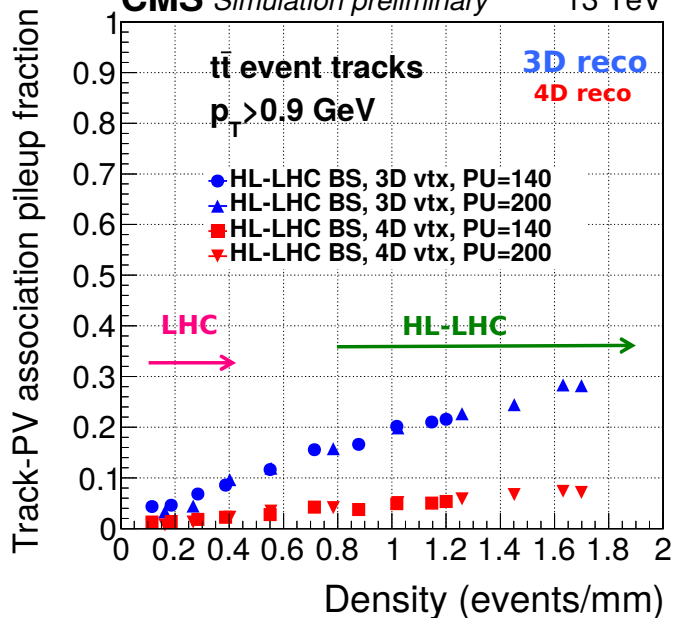 CMS Simulation preliminary 13 TeV
Track-PV association pileup fraction
1
0.9
0.8
0.7
0.6
0.5
0.4
0.3
0.2
0.1
0
tt̄ event tracks
p_T>0.9 GeV
3D reco
4D reco
HL-LHC BS, 3D vtx, PU=140
HL-LHC BS, 3D vtx, PU=200
HL-LHC BS, 4D vtx, PU=140
HL-LHC BS, 4D vtx, PU=200
LHC
HL-LHC
0 0.2 0.4 0.6 0.8 1 1.2 1.4 1.6 1.8 2
Density (events/mm)